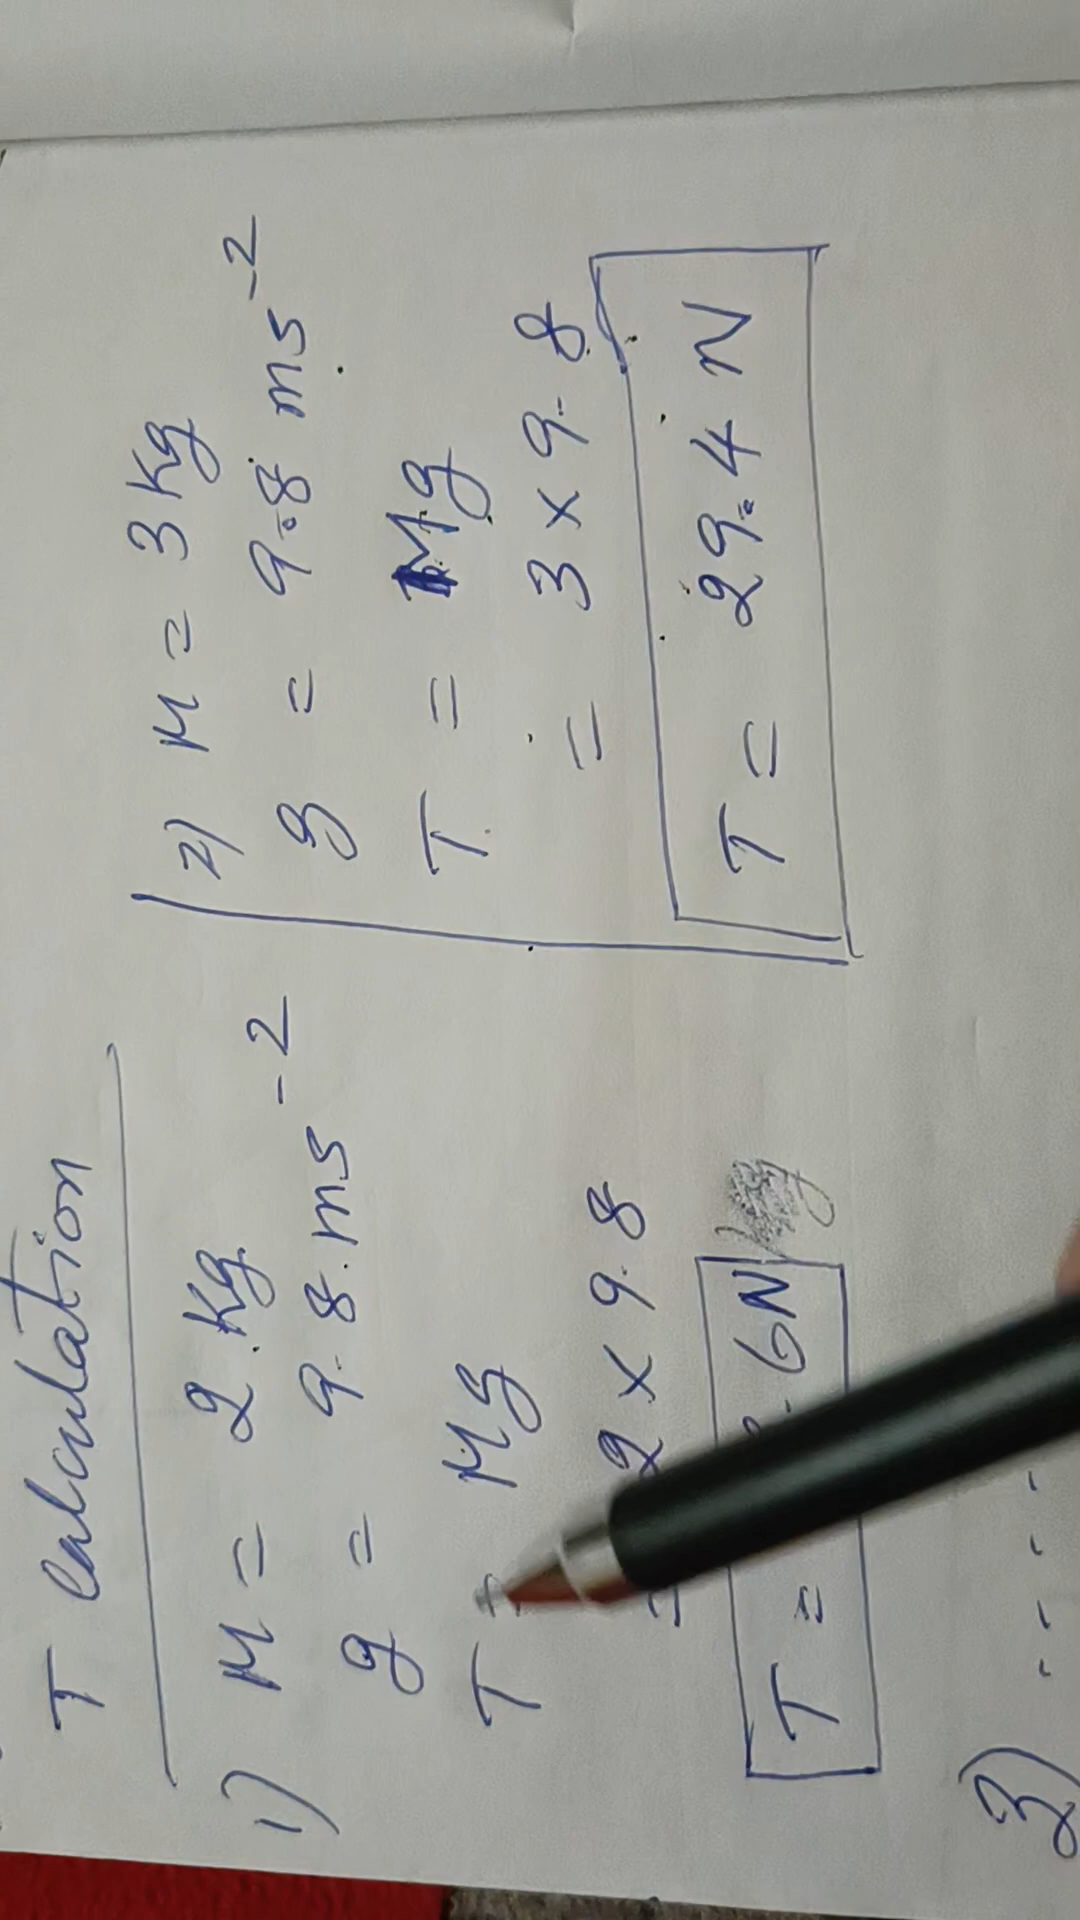 T Calculation
1) M = 2 Kg
g = 9.8 ms-2
T = Mg
= 2 x 9.8
T = 6N
2) M = 3 Kg
g = 9.8 ms-2
T = Mg
= 3 x 9.8
T = 29.4 N
3) - - - -